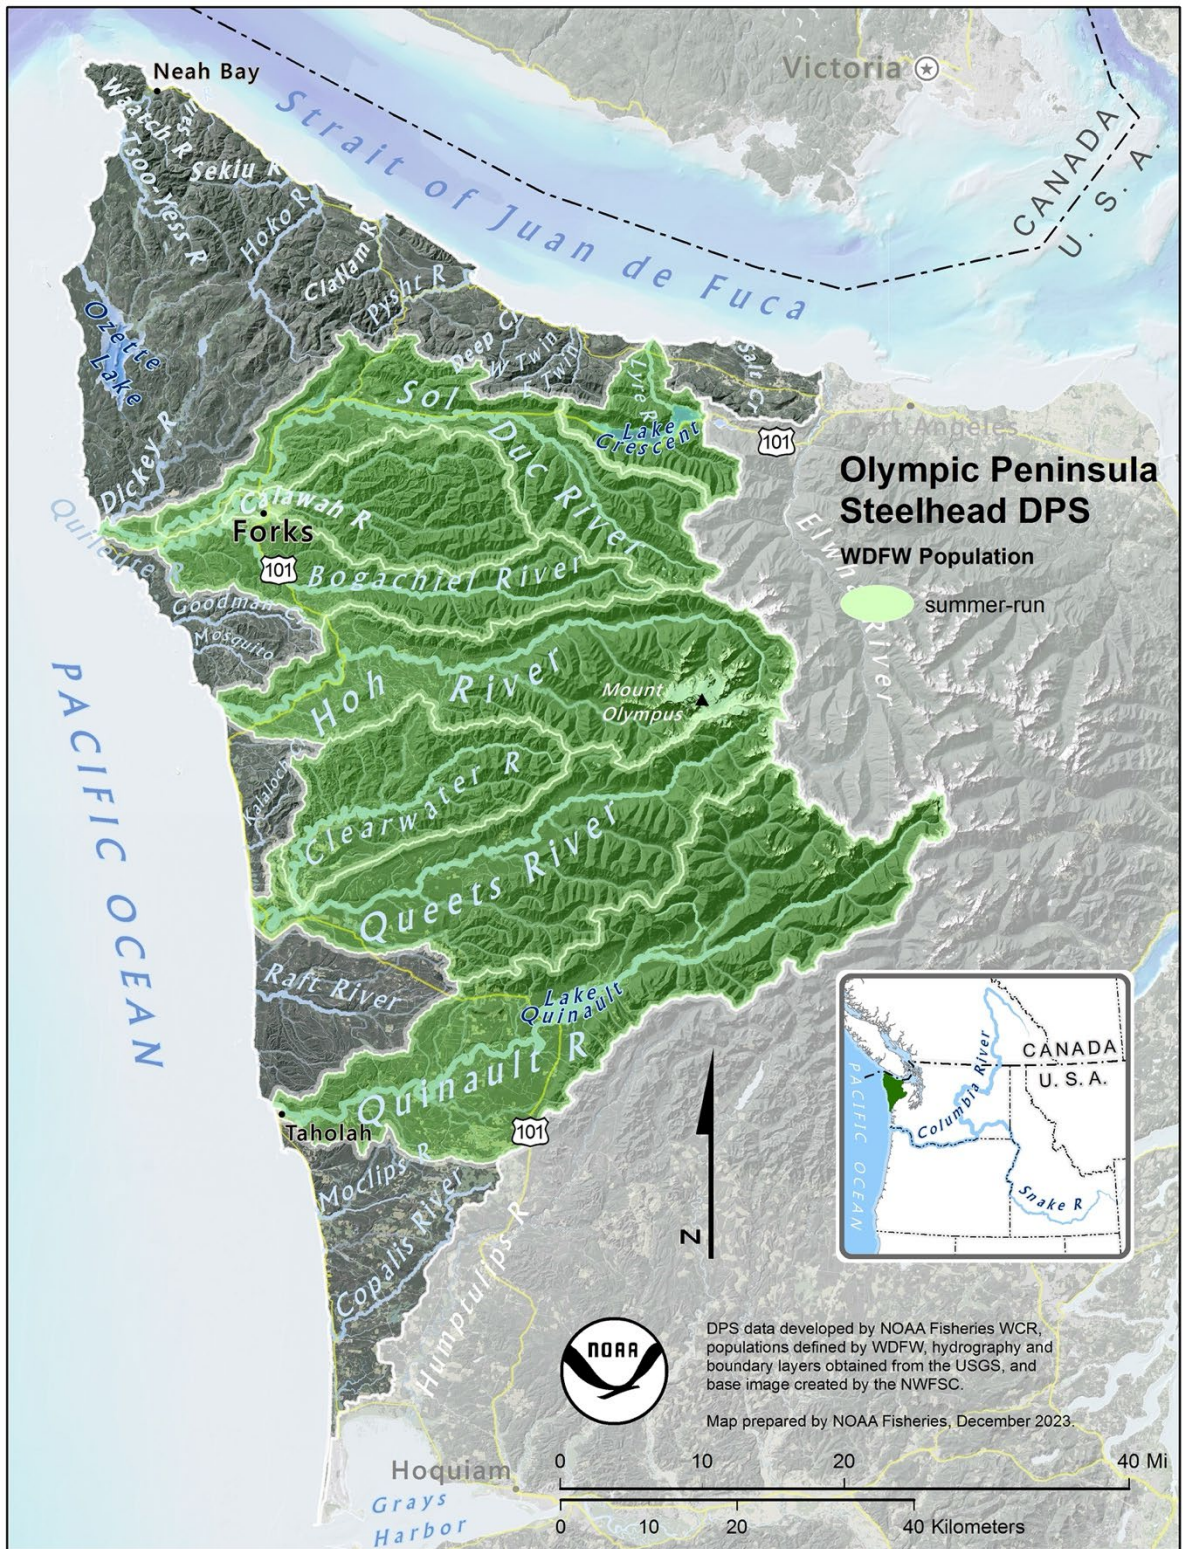 Neah Bay
Victoria
Strait of Juan de Fuca
CANADA
U. S. A.
Waatch R
Sail
Tsoo-Yess R
Sekiu R
Hoko R
Clallam R
Pysht R
Deep C
W Twin
E Twin
Salt Cr
Lyre R
Lake
Crescent
101
Port Angeles
Ozette
Lake
Dickey R
Sol Duc River
Quileute R
Calawah R
Forks
101
Bogachiel River
Goodman C
Mosquito
Hoh River
Mount
Olympus
Elwha River
Kalaloch
Clearwater R
Queets River
PACIFIC OCEAN
Raft River
Lake
Quinault
Quinault R
Taholah
101
Moclips R
Copalis River
Humptulips R
Hoquiam
Grays
Harbor
Olympic Peninsula
Steelhead DPS
WDFW Population
summer-run
CANADA
U. S. A.
PACIFIC OCEAN
Columbia River
Snake R
N
NOAA
DPS data developed by NOAA Fisheries WCR,
populations defined by WDFW, hydrography and
boundary layers obtained from the USGS, and
base image created by the NWFSC.
Map prepared by NOAA Fisheries, December 2023.
0 10 20 40 Mi
0 10 20 40 Kilometers